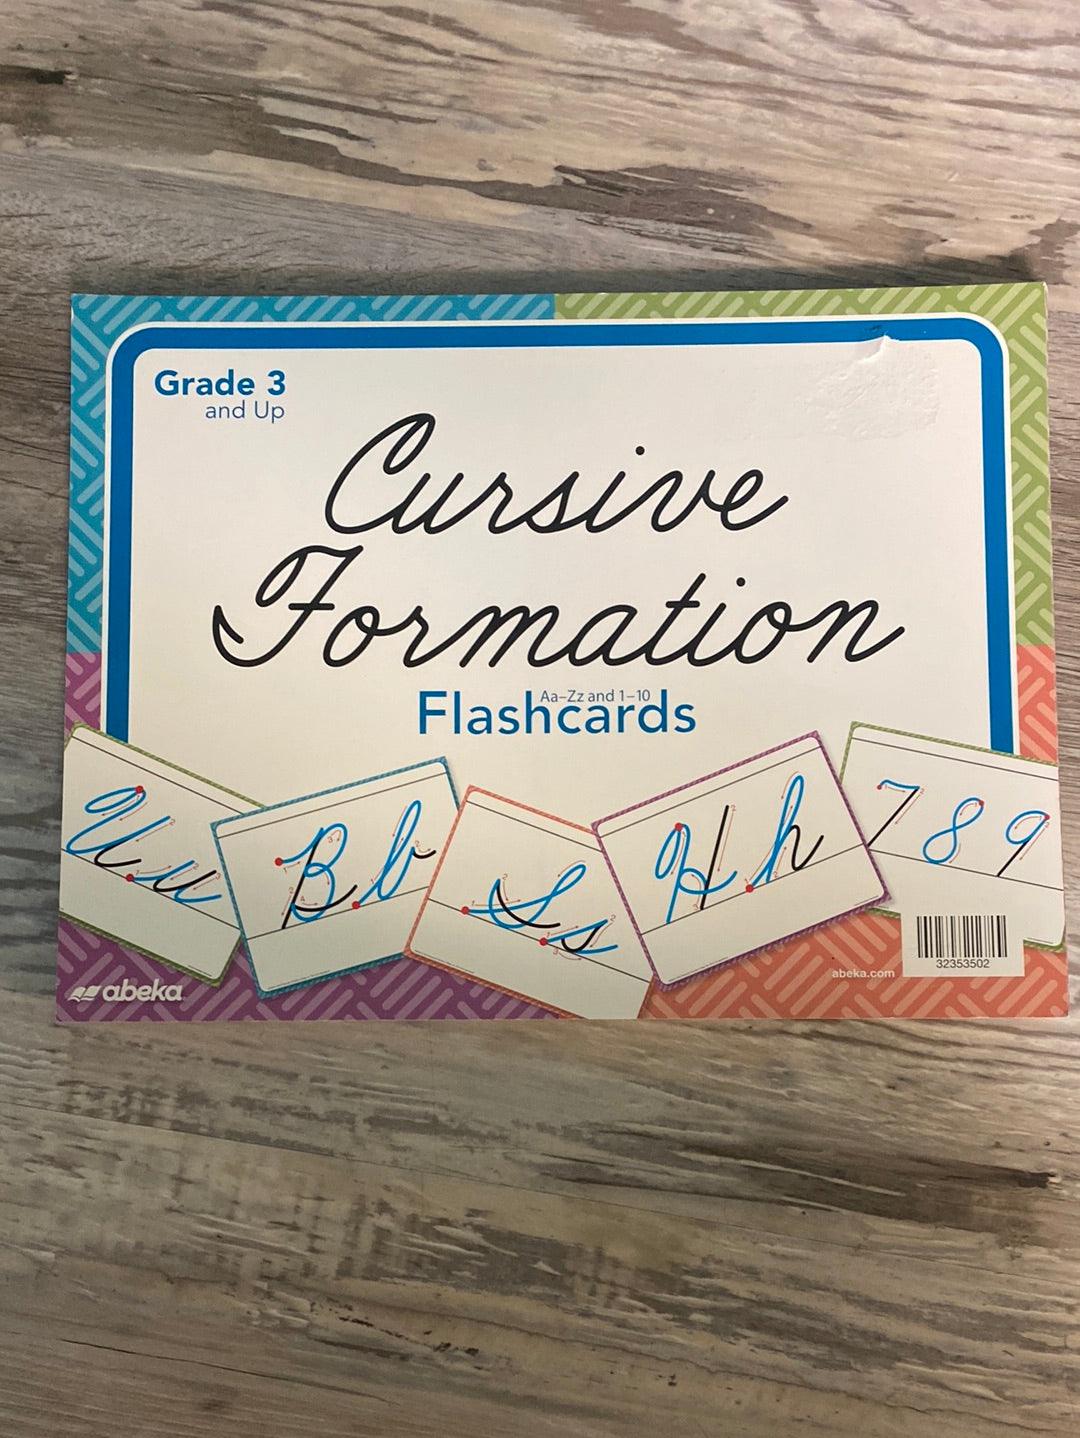 Grade 3
and Up
Cursive
Formation
Aa–Zz and 1–10
Flashcards
Uu
Bb
Ss
Hh
7 8 9
abeka
abeka.com
32353502